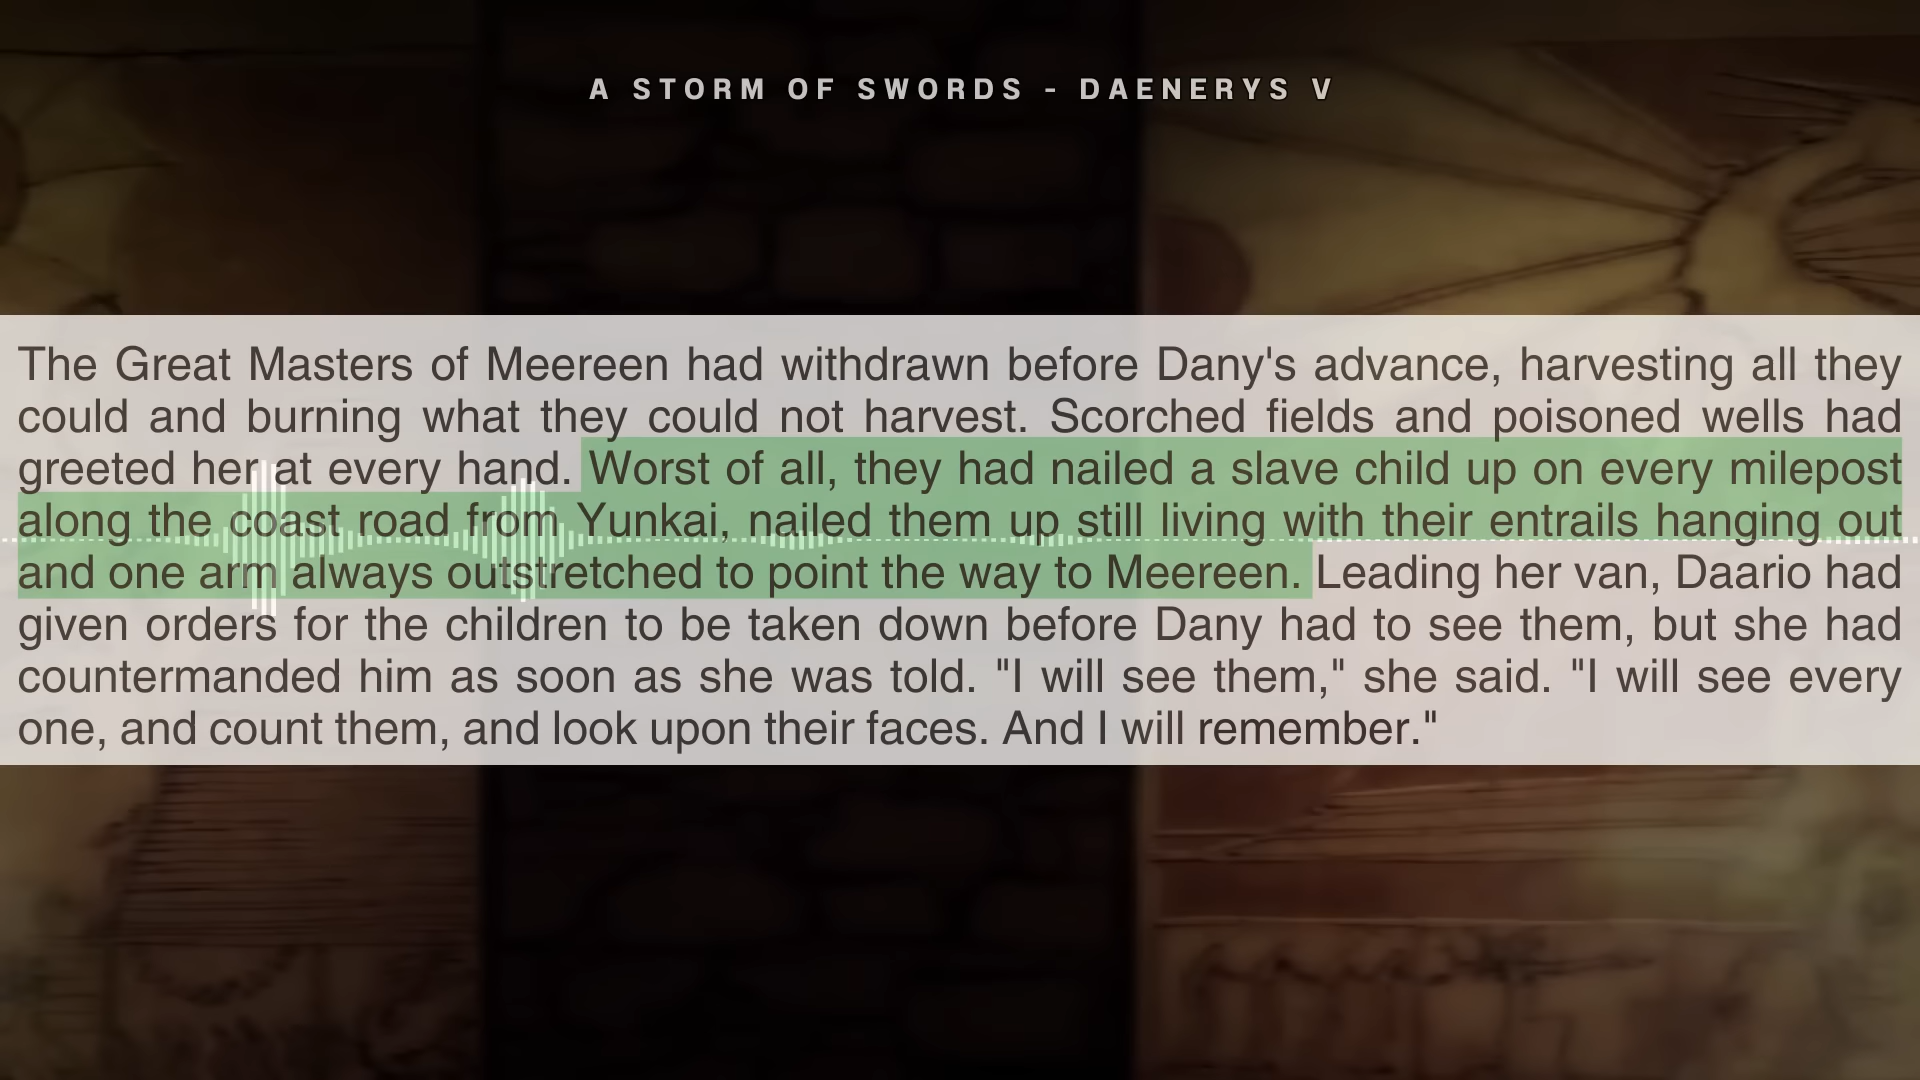 A STORM OF SWORDS - DAENERYS V
The Great Masters of Meereen had withdrawn before Dany's advance, harvesting all they
could and burning what they could not harvest. Scorched fields and poisoned wells had
greeted her at every hand. Worst of all, they had nailed a slave child up on every milepost
along the coast road from Yunkai, nailed them up still living with their entrails hanging out
and one arm always outstretched to point the way to Meereen. Leading her van, Daario had
given orders for the children to be taken down before Dany had to see them, but she had
countermanded him as soon as she was told. "I will see them," she said. "I will see every
one, and count them, and look upon their faces. And I will remember."